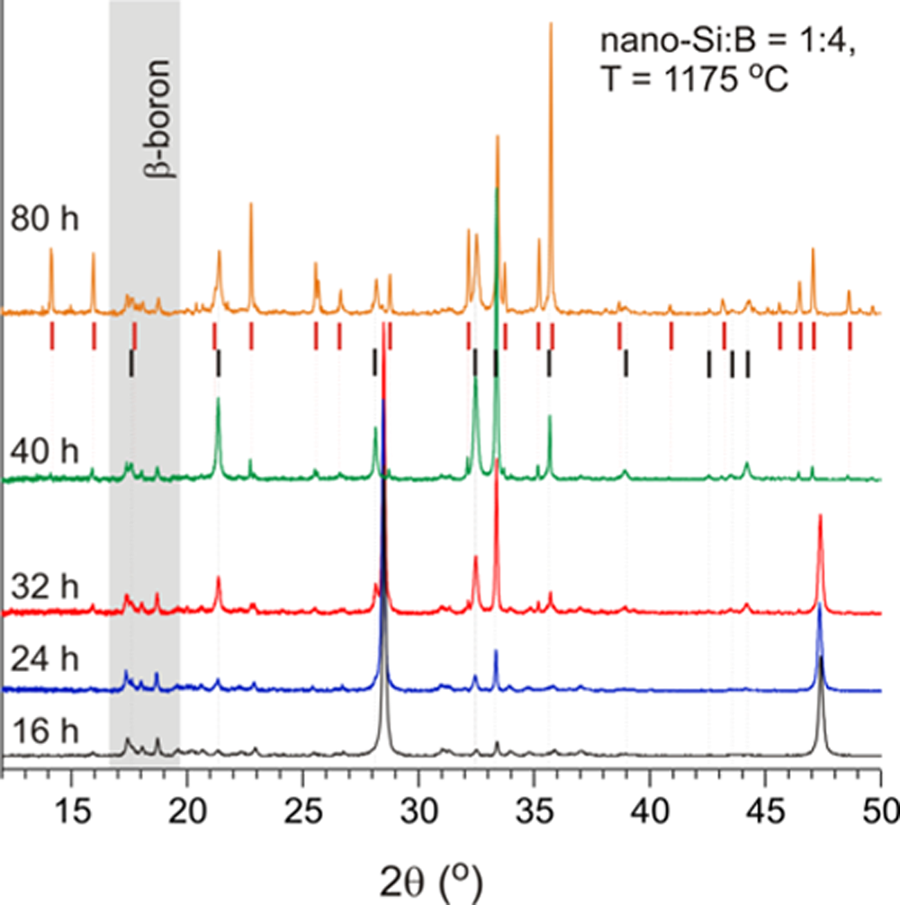 nano-Si:B = 1:4,
T = 1175 ºC
β-boron
80 h
40 h
32 h
24 h
16 h
15 20 25 30 35 40 45 50
2θ (º)